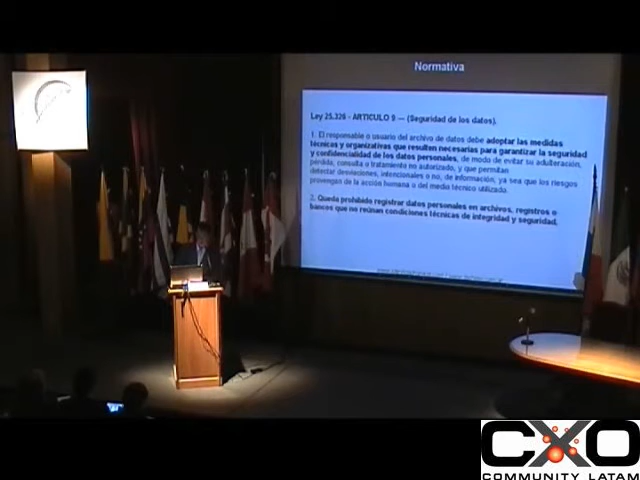 Normativa
Ley 25.326 - ARTICULO 9 — (Seguridad de los datos).
1. El responsable o usuario del archivo de datos debe adoptar las medidas
técnicas y organizativas que resulten necesarias para garantizar la seguridad
y confidencialidad de los datos personales, de modo de evitar su adulteración,
pérdida, consulta o tratamiento no autorizado, y que permitan
detectar desviaciones, intencionales o no, de información, ya sea que los riesgos
provengan de la acción humana o del medio técnico utilizado.
2. Queda prohibido registrar datos personales en archivos, registros o
bancos que no reúnan condiciones técnicas de integridad y seguridad.
CXO
COMMUNITY LATAM